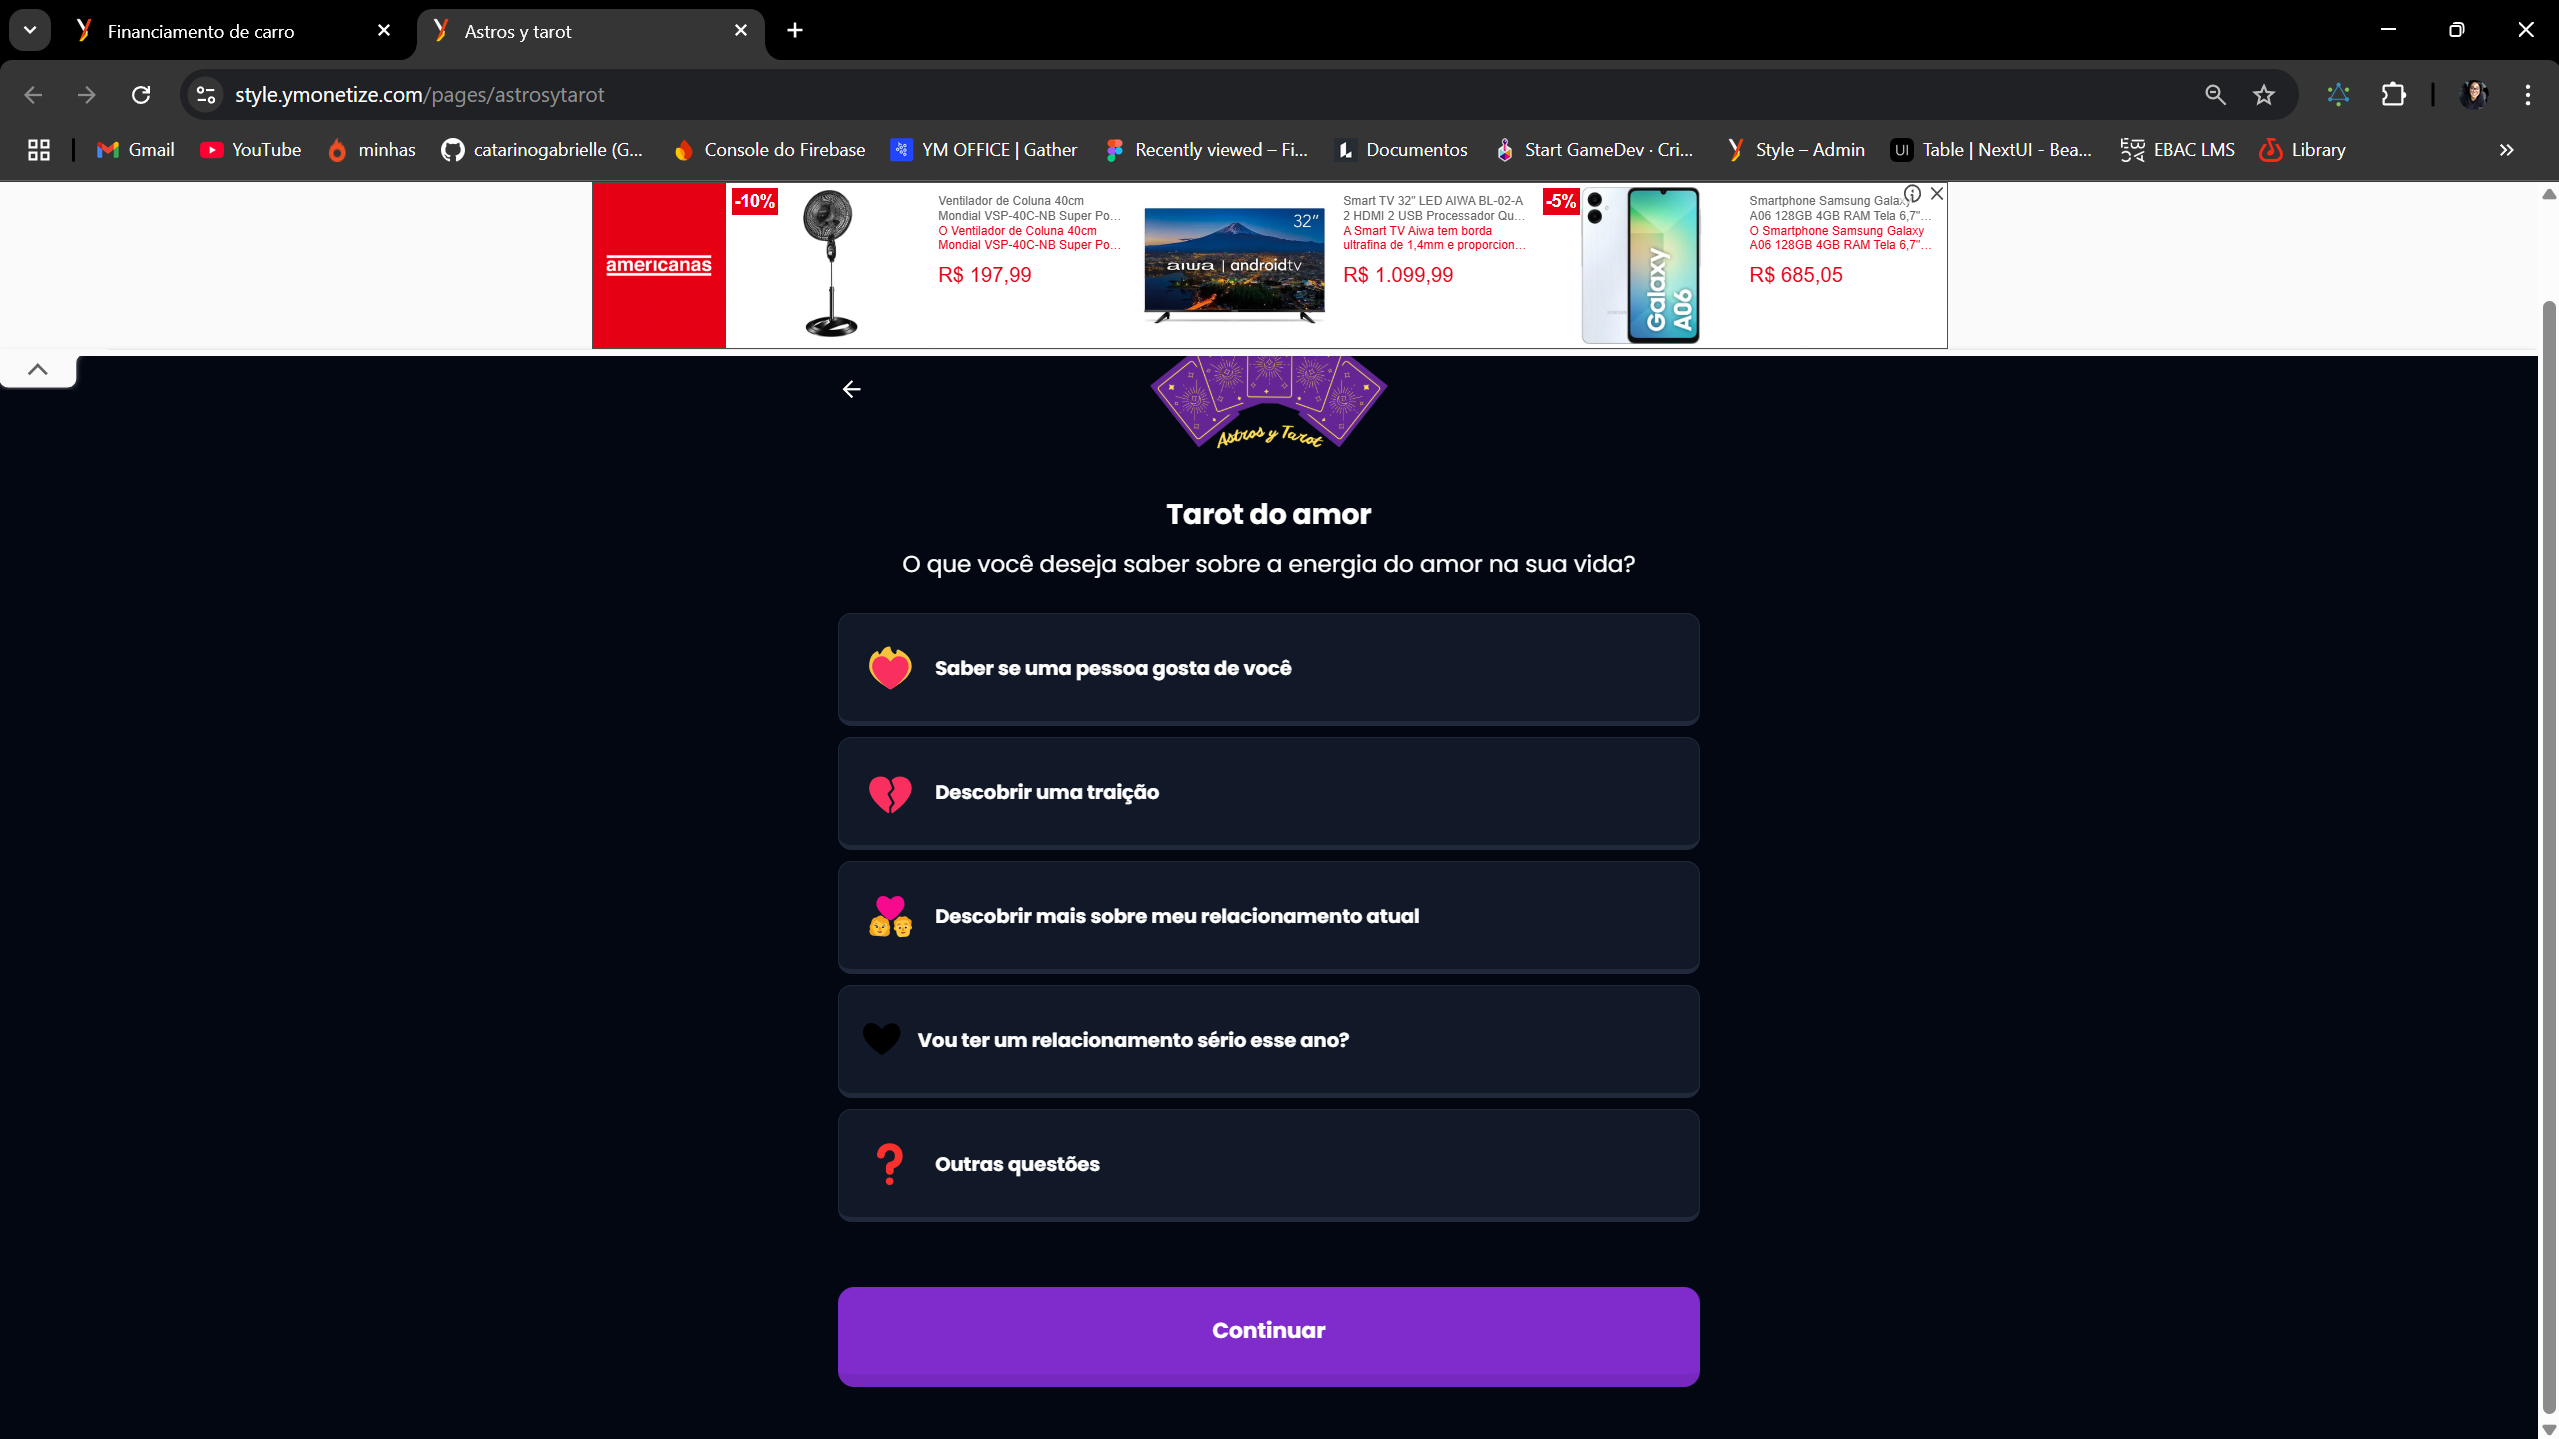 Financiamento de carro
Astros y tarot
style.ymonetize.com/pages/astrosytarot
Gmail
YouTube
minhas
catarinogabrielle (G...
Console do Firebase
YM OFFICE | Gather
Recently viewed – Fi...
Documentos
Start GameDev · Cri...
Style – Admin
UI
Table | NextUI - Bea...
EBAC LMS
Library
americanas
-10%
Ventilador de Coluna 40cm
Mondial VSP-40C-NB Super Po...
O Ventilador de Coluna 40cm
Mondial VSP-40C-NB Super Po...
R$ 197,99
32"
aiwa | androidtv
Smart TV 32" LED AIWA BL-02-A
2 HDMI 2 USB Processador Qu...
A Smart TV Aiwa tem borda
ultrafina de 1,4mm e proporcion...
R$ 1.099,99
-5%
Galaxy
A06
Smartphone Samsung Galaxy
A06 128GB 4GB RAM Tela 6,7"...
O Smartphone Samsung Galaxy
A06 128GB 4GB RAM Tela 6,7"...
R$ 685,05
Astros y Tarot
Tarot do amor
O que você deseja saber sobre a energia do amor na sua vida?
Saber se uma pessoa gosta de você
Descobrir uma traição
Descobrir mais sobre meu relacionamento atual
Vou ter um relacionamento sério esse ano?
Outras questões
Continuar